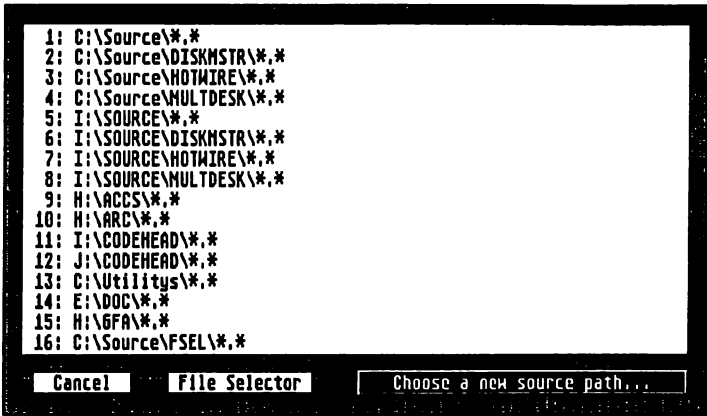 1: C:\Source\*.*
2: C:\Source\DISKMSTR\*.*
3: C:\Source\HOTWIRE\*.*
4: C:\Source\MULTDESK\*.*
5: I:\SOURCE\*.*
6: I:\SOURCE\DISKMSTR\*.*
7: I:\SOURCE\HOTWIRE\*.*
8: I:\SOURCE\MULTDESK\*.*
9: H:\ACCS\*.*
10: H:\ARC\*.*
11: I:\CODEHEAD\*.*
12: J:\CODEHEAD\*.*
13: C:\Utilitys\*.*
14: E:\DOC\*.*
15: H:\GFA\*.*
16: C:\Source\FSEL\*.*
Cancel File Selector Choose a new source path...